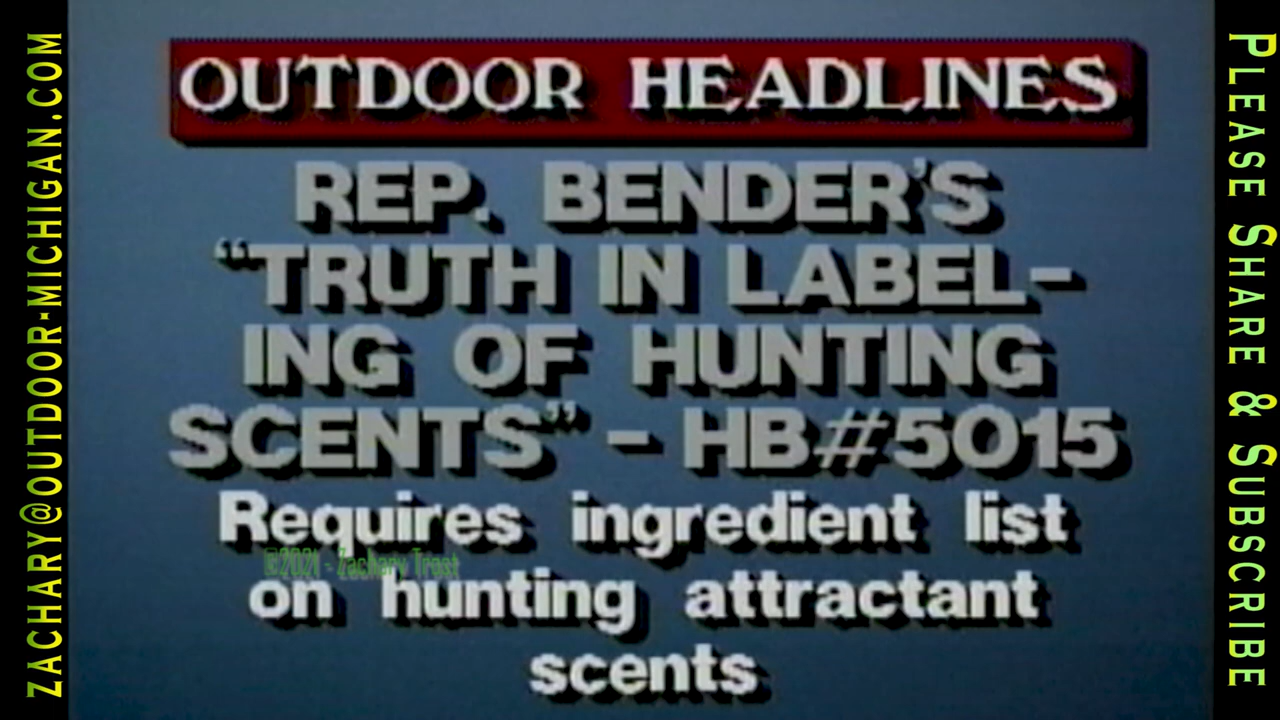 ZACHARY@OUTDOOR-MICHIGAN.COM
OUTDOOR HEADLINES
REP. BENDER'S
“TRUTH IN LABEL-
ING OF HUNTING
SCENTS” - HB#5015
Requires ingredient list
©2021 - Zachary Trost
on hunting attractant
scents
PLEASE SHARE & SUBSCRIBE